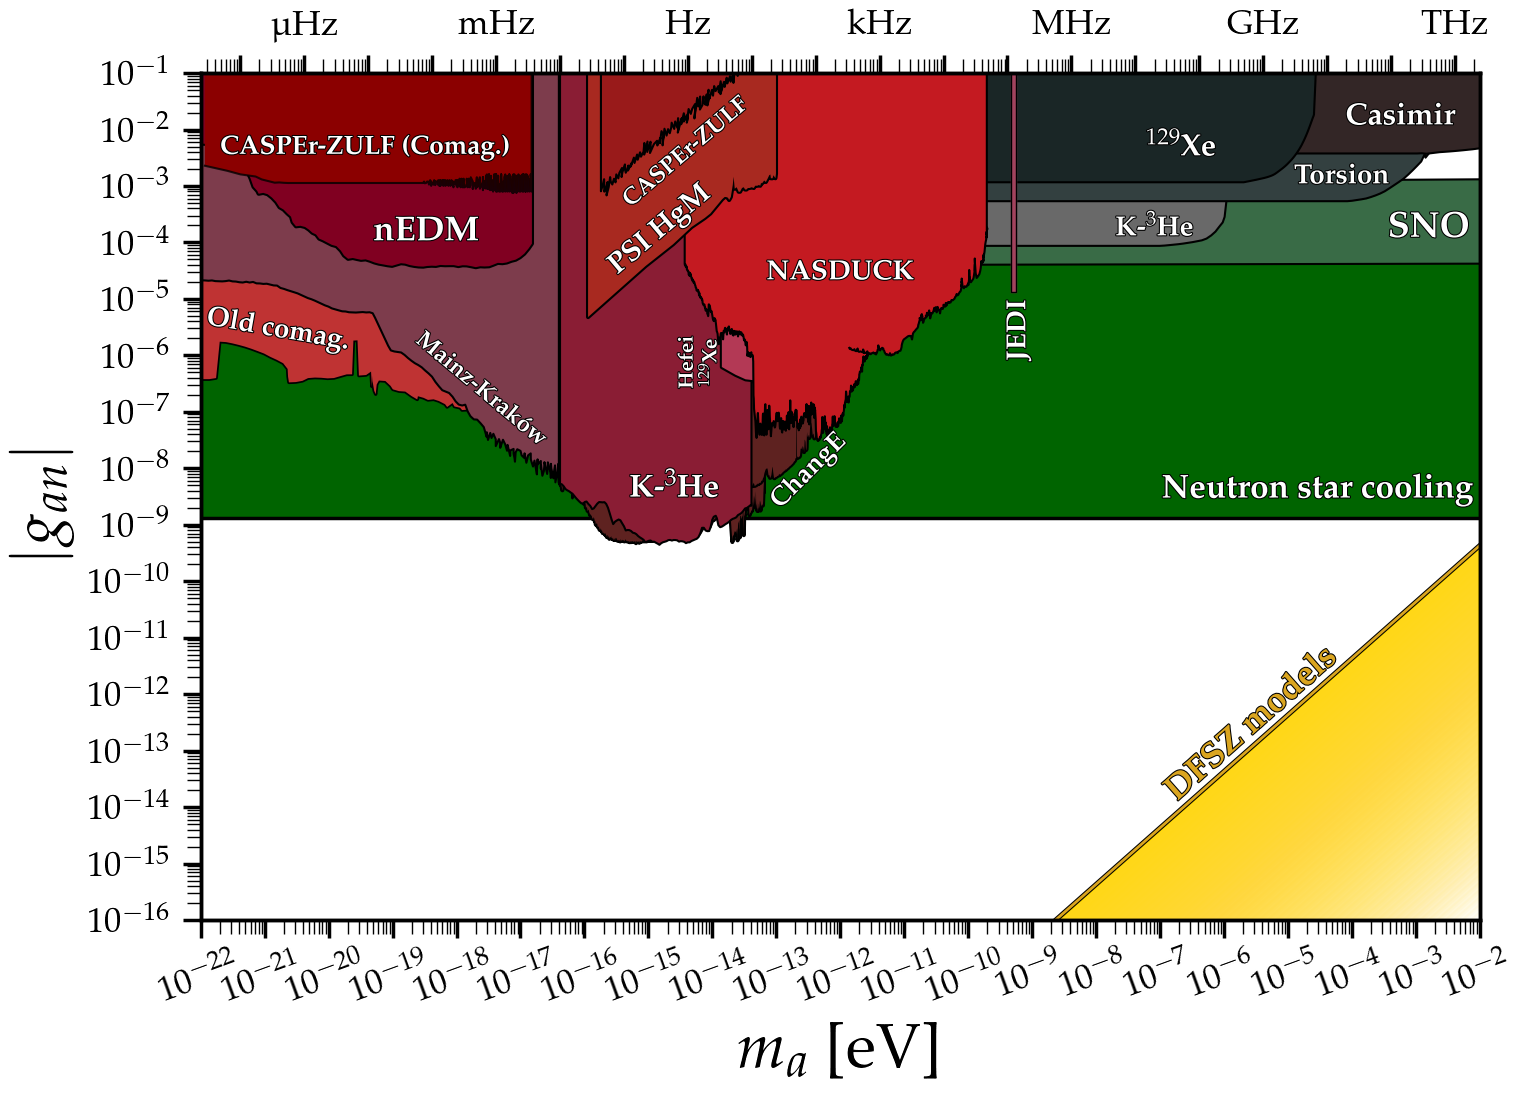 μHz mHz Hz kHz MHz GHz THz
10⁻¹
10⁻²
10⁻³
10⁻⁴
10⁻⁵
10⁻⁶
10⁻⁷
10⁻⁸
10⁻⁹
10⁻¹⁰
10⁻¹¹
10⁻¹²
10⁻¹³
10⁻¹⁴
10⁻¹⁵
10⁻¹⁶
|gₐₙ|
CASPEr-ZULF (Comag.)
nEDM
Old comag.
Mainz-Kraków
CASPEr-ZULF
PSI HgM
NASDUCK
Hefei
¹²⁹Xe
K-³He
ChangE
JEDI
¹²⁹Xe
Casimir
Torsion
K-³He
SNO
Neutron star cooling
DFSZ models
10⁻²² 10⁻²¹ 10⁻²⁰ 10⁻¹⁹ 10⁻¹⁸ 10⁻¹⁷ 10⁻¹⁶ 10⁻¹⁵ 10⁻¹⁴ 10⁻¹³ 10⁻¹² 10⁻¹¹ 10⁻¹⁰ 10⁻⁹ 10⁻⁸ 10⁻⁷ 10⁻⁶ 10⁻⁵ 10⁻⁴ 10⁻³ 10⁻²
mₐ [eV]